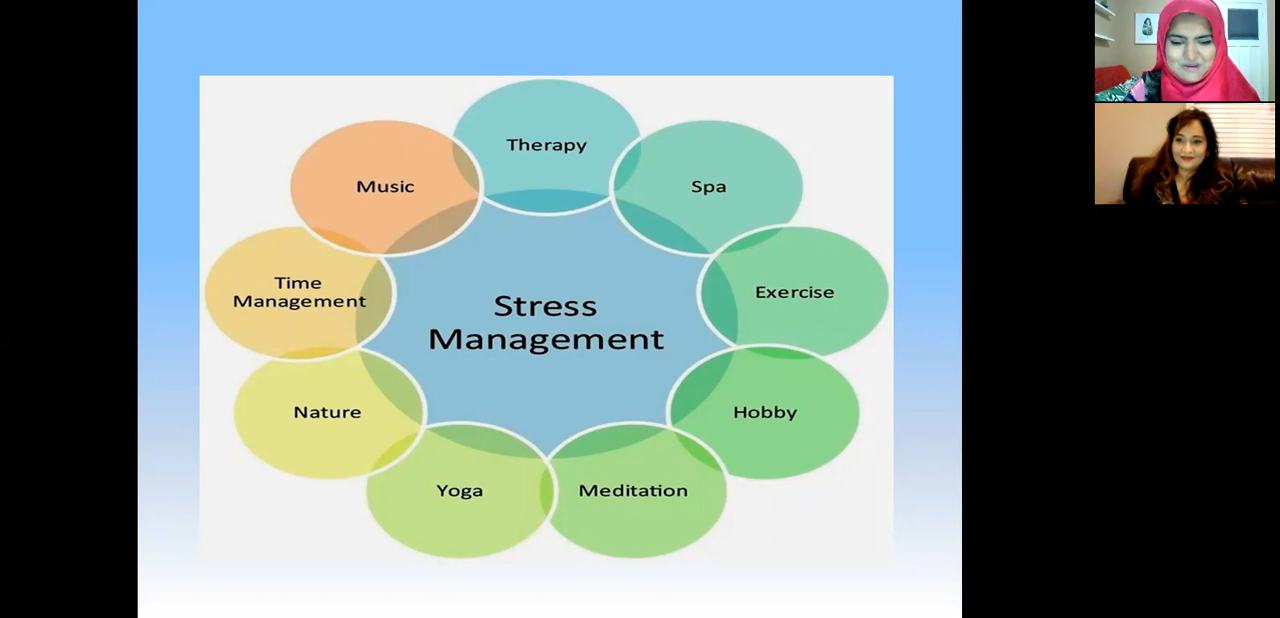 Therapy
Music
Spa
Time
Management
Exercise
Stress
Management
Nature
Hobby
Yoga
Meditation